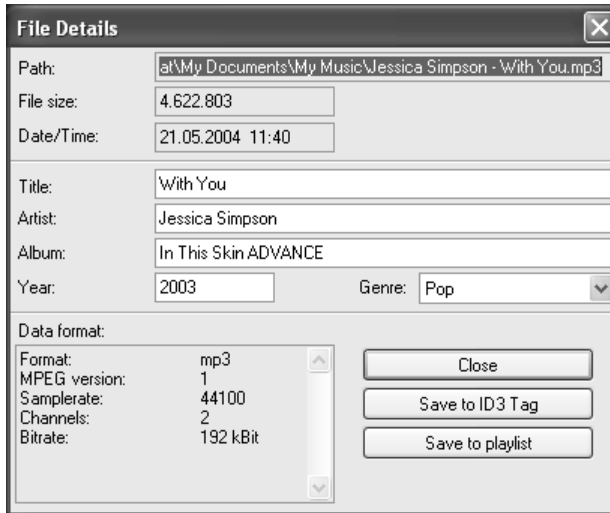 File Details
Path: at\My Documents\My Music\Jessica Simpson - With You.mp3
File size: 4.622.803
Date/Time: 21.05.2004 11:40
Title: With You
Artist: Jessica Simpson
Album: In This Skin ADVANCE
Year: 2003 Genre: Pop
Data format:
Format: mp3
MPEG version: 1
Samplerate: 44100
Channels: 2
Bitrate: 192 kBit
Close
Save to ID3 Tag
Save to playlist